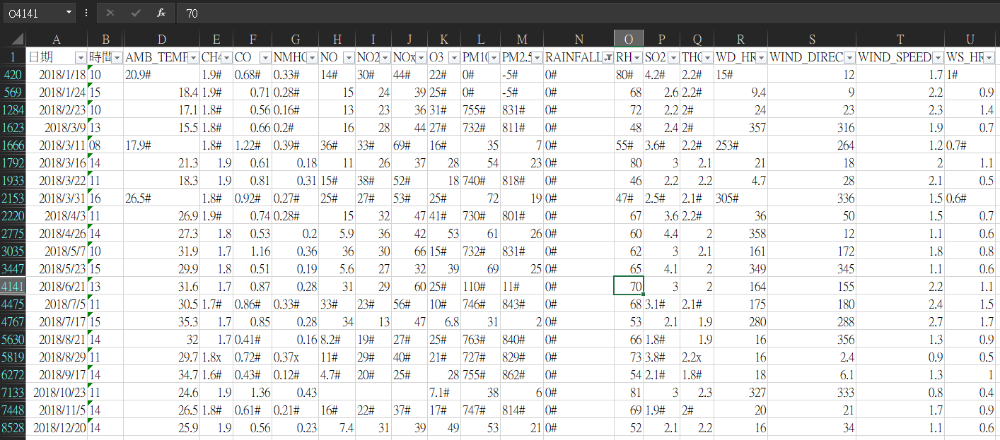 O4141 fx 70
A B D E F G H I J K L M N O P Q R S T U
1 日期 時間 AMB_TEMP CH4 CO NMHC NO NO2 NOx O3 PM10 PM2.5 RAINFALL RH SO2 THC WD_HR WIND_DIREC WIND_SPEED WS_HR
420 2018/1/18 10 20.9# 1.9# 0.68# 0.33# 14# 30# 44# 22# 0# -5# 0# 80# 4.2# 2.2# 15# 12 1.7 1#
569 2018/1/24 15 18.4 1.9# 0.71 0.28# 15 24 39 25# 0# -5# 0# 68 2.6 2.2# 9.4 9 2.2 0.9
1284 2018/2/23 10 17.1 1.8# 0.56 0.16# 13 23 36 31# 755# 831# 0# 72 2.2 2# 24 23 2.3 1.4
1623 2018/3/9 13 15.5 1.8# 0.66 0.2# 16 28 44 27# 732# 811# 0# 48 2.4 2# 357 316 1.9 0.7
1666 2018/3/11 08 17.9# 1.8# 1.22# 0.39# 36# 33# 69# 16# 35 7 0# 55# 3.6# 2.2# 253# 264 1.2 0.7#
1792 2018/3/16 14 21.3 1.9 0.61 0.18 11 26 37 28 54 23 0# 80 3 2.1 21 18 2 1.1
1933 2018/3/22 11 18.3 1.9 0.81 0.31 15# 38# 52# 18 740# 818# 0# 46 2.2 2.2 4.7 28 2.1 0.5
2153 2018/3/31 16 26.5# 1.8# 0.92# 0.27# 25# 27# 53# 25# 72 19 0# 47# 2.5# 2.1# 305# 336 1.5 0.6#
2220 2018/4/3 11 26.9 1.9# 0.74 0.28# 15 32 47 41# 730# 801# 0# 67 3.6 2.2# 36 50 1.5 0.7
2775 2018/4/26 14 27.3 1.8 0.53 0.2 5.9 36 42 53 61 26 0# 60 4.4 2 358 12 1.1 0.6
3035 2018/5/7 10 31.9 1.7 1.16 0.36 36 30 66 15# 732# 831# 0# 62 3 2.1 161 172 1.8 0.8
3447 2018/5/23 15 29.9 1.8 0.51 0.19 5.6 27 32 39 69 25 0# 65 4.1 2 349 345 1.1 0.6
4141 2018/6/21 13 31.6 1.7 0.87 0.28 31 29 60 25# 110# 11# 0# 70 3 2 164 155 2.2 1.1
4475 2018/7/5 11 30.5 1.7# 0.86# 0.33# 33# 23# 56# 10# 746# 843# 0# 68 3.1# 2.1# 175 180 2.4 1.5
4767 2018/7/17 15 35.3 1.7 0.85 0.28 34 13 47 6.8 31 2 0# 53 2.1 1.9 280 288 2.7 1.7
5630 2018/8/21 14 32 1.7 0.41# 0.16 8.2# 19# 27# 25# 763# 840# 0# 66 1.8# 1.9 16 356 1.3 0.9
5819 2018/8/29 11 29.7 1.8x 0.72# 0.37x 11# 29# 40# 21# 727# 829# 0# 73 3.8# 2.2x 16 2.4 0.9 0.5
6272 2018/9/17 14 34.7 1.6# 0.43# 0.12# 4.7# 20# 25# 28 755# 862# 0# 54 2.1# 1.8# 18 6.1 1.3 1
7133 2018/10/23 11 24.6 1.9 1.36 0.43 7.1# 38 6 0# 81 3 2.3 327 333 0.8 0.4
7448 2018/11/5 14 26.5 1.8# 0.61# 0.21# 16# 22# 37# 17# 747# 814# 0# 69 1.9# 2# 20 21 1.7 0.9
8528 2018/12/20 14 25.9 1.9 0.56 0.23 7.4 31 39 49 53 21 0# 52 2.1 2.2 16 34 1.1 0.6